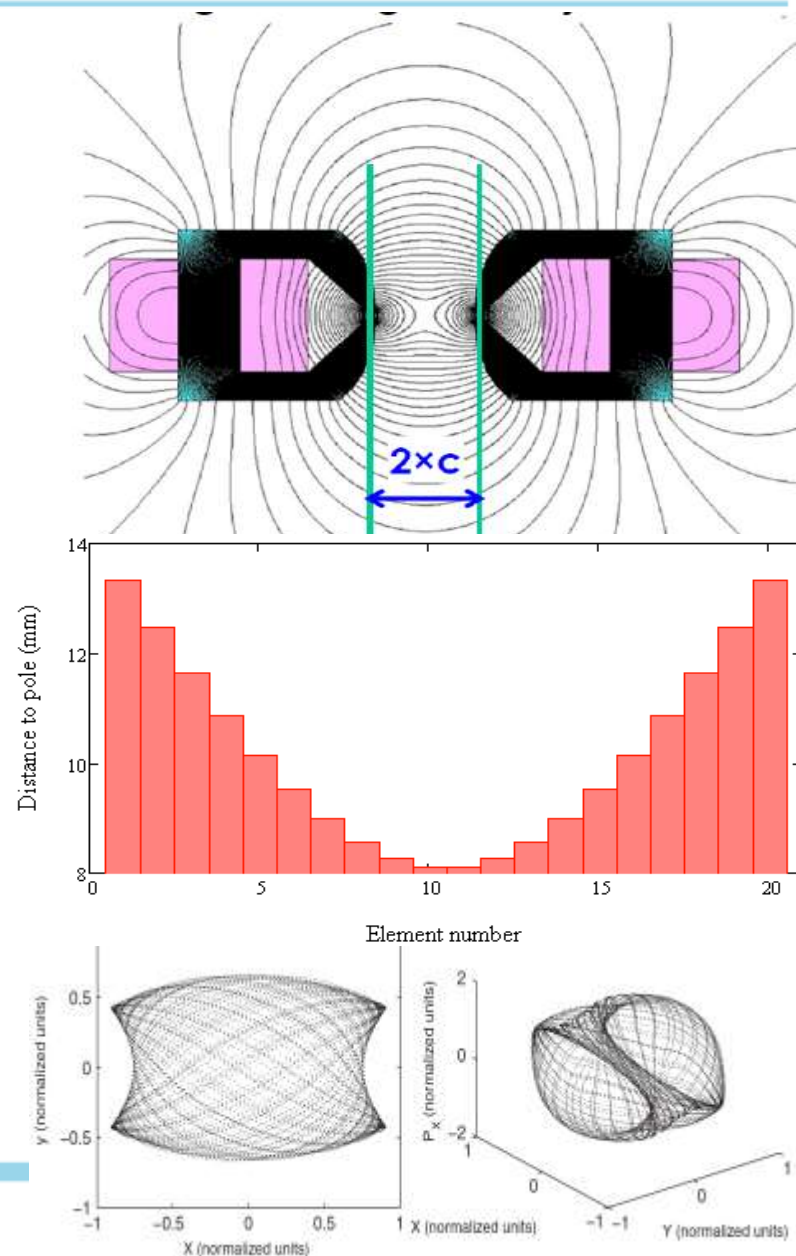 2×c
14
12
10
8
Distance to pole (mm)
0 5 10 15 20
Element number
0.5
0
-0.5
-1
y (normalized units)
-1 -0.5 0 0.5 1
X (normalized units)
2
0
-2
Px (normalized units)
1
0
-1
X (normalized units)
-1
0
1
Y (normalized units)